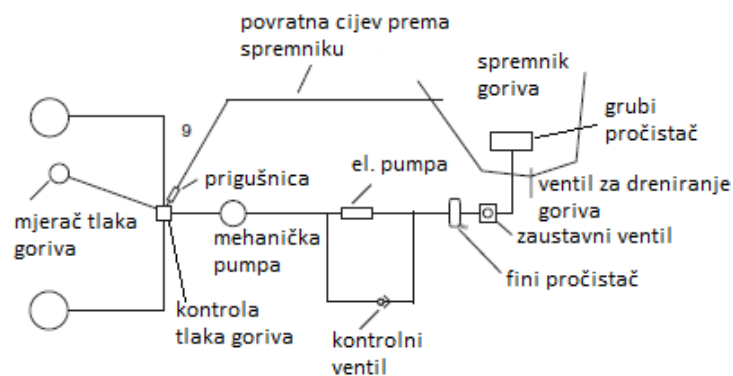 povratna cijev prema
spremniku
spremnik
goriva
grubi
pročistač
9
el. pumpa
prigušnica
ventil za dreniranje
goriva
mjerač tlaka
goriva
mehanička
pumpa
zaustavni ventil
fini pročistač
kontrola
tlaka goriva
kontrolni
ventil